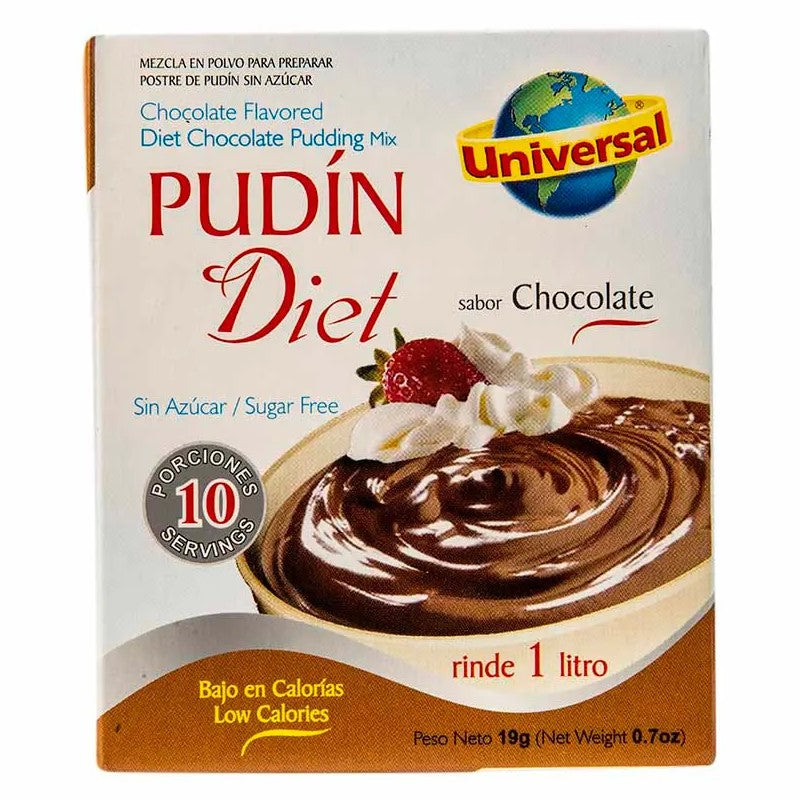 MEZCLA EN POLVO PARA PREPARAR
POSTRE DE PUDÍN SIN AZÚCAR
Chocolate Flavored
Diet Chocolate Pudding Mix
PUDÍN
Diet
Universal®
sabor Chocolate
Sin Azúcar / Sugar Free
PORCIONES
10
SERVINGS
rinde 1 litro
Bajo en Calorías
Low Calories
Peso Neto 19g (Net Weight 0.7oz)